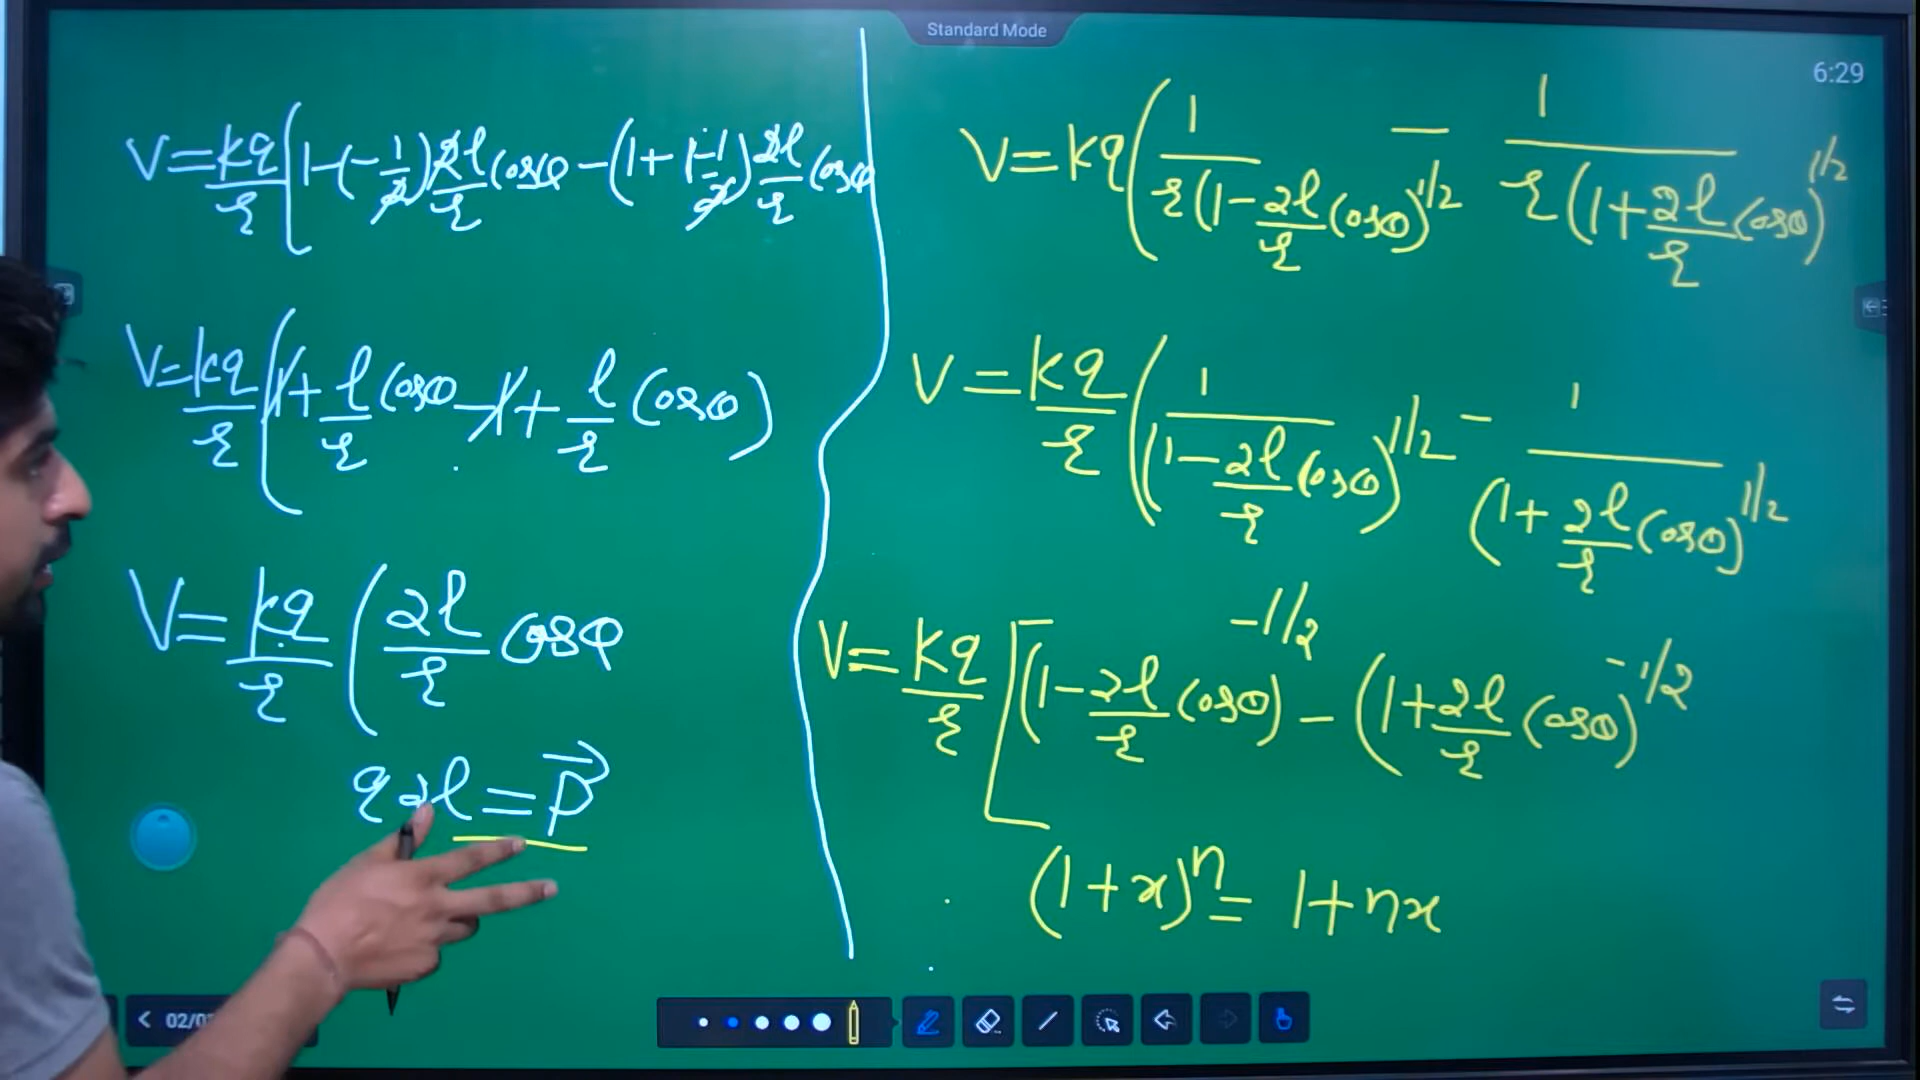 Standard Mode
6:29
V = kq ( 1 / r(1 - 2l/r cosθ)^1/2 - 1 / r(1 + 2l/r cosθ)^1/2
V = kq/r ( 1 / (1 - 2l/r cosθ)^1/2 - 1 / (1 + 2l/r cosθ)^1/2
V = kq/r [ (1 - 2l/r cosθ)^-1/2 - (1 + 2l/r cosθ)^-1/2
(1 + x)^n = 1 + nx
V = kq/r ( 1 - (-1/2) 2l/r cosθ - (1 + (-1/2) 2l/r cosθ
V = kq/r ( 1 + l/r cosθ - 1 + l/r cosθ )
V = kq/r ( 2l/r cosθ
q 2l = P⃗